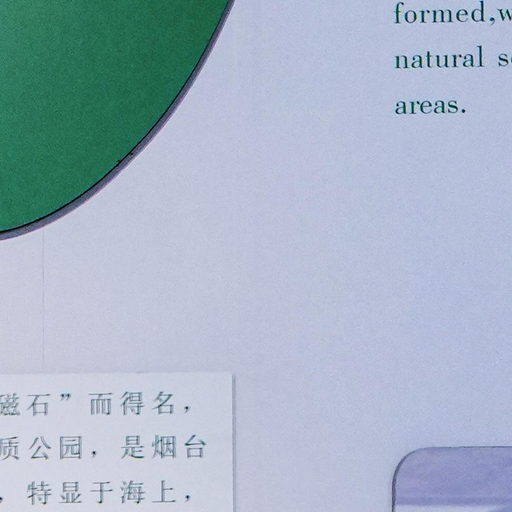 formed,w
natural s
areas.
磁石”而得名，
质公园，是烟台
，特显于海上，